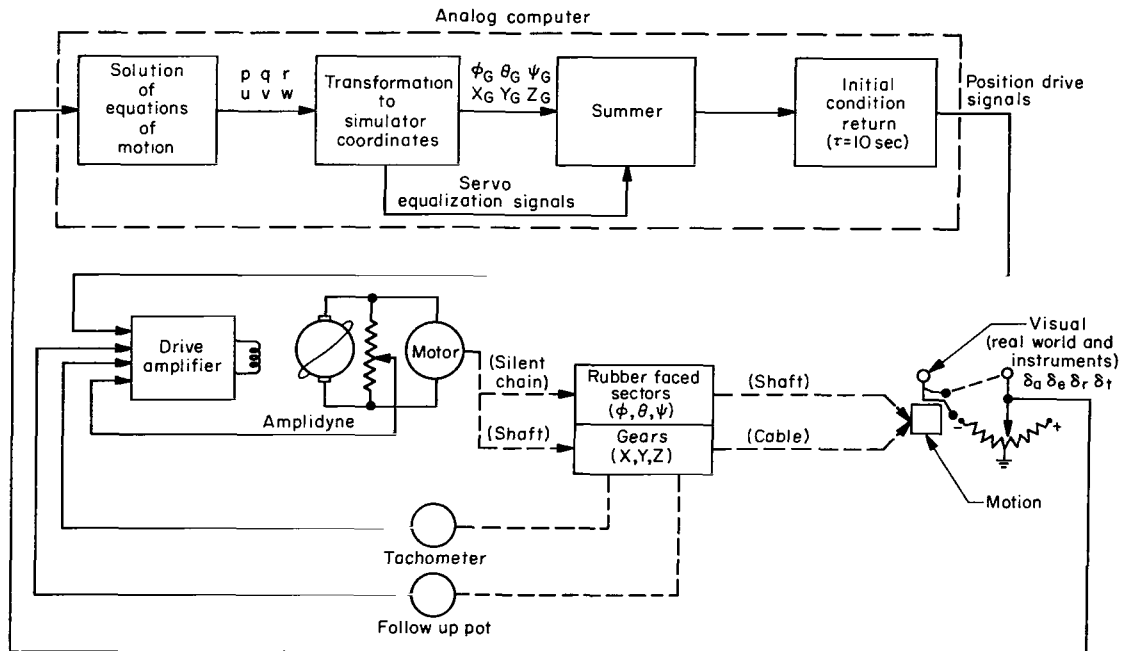 Analog computer
Solution
of
equations
of
motion
p q r
u v w
Transformation
to
simulator
coordinates
ϕG θG ψG
XG YG ZG
Summer
Initial
condition
return
(τ=10 sec)
Position drive
signals
Servo
equalization signals
Drive
amplifier
Amplidyne
Motor
(Silent
chain)
(Shaft)
Rubber faced
sectors
(ϕ, θ, ψ)
Gears
(X,Y,Z)
(Shaft)
(Cable)
Visual
(real world and
instruments)
δa δe δr δt
− +
Motion
Tachometer
Follow up pot